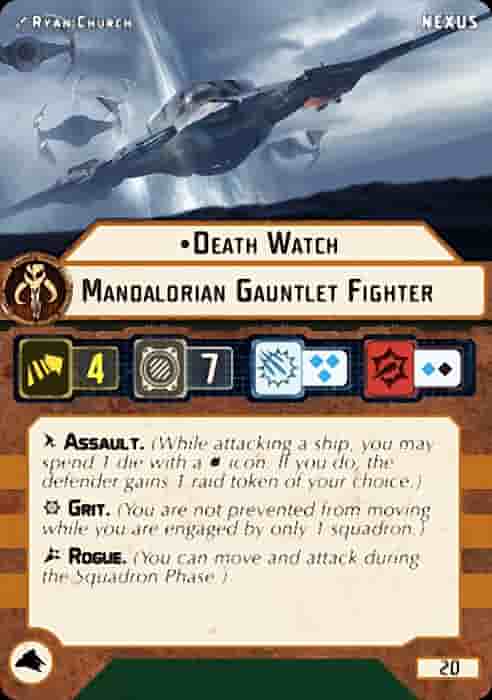 Ryan Church
NEXUS
•Death Watch
Mandalorian Gauntlet Fighter
4 7
Assault. (While attacking a ship, you may
spend 1 die with a icon. If you do, the
defender gains 1 raid token of your choice.)
Grit. (You are not prevented from moving
while you are engaged by only 1 squadron.)
Rogue. (You can move and attack during
the Squadron Phase.)
20